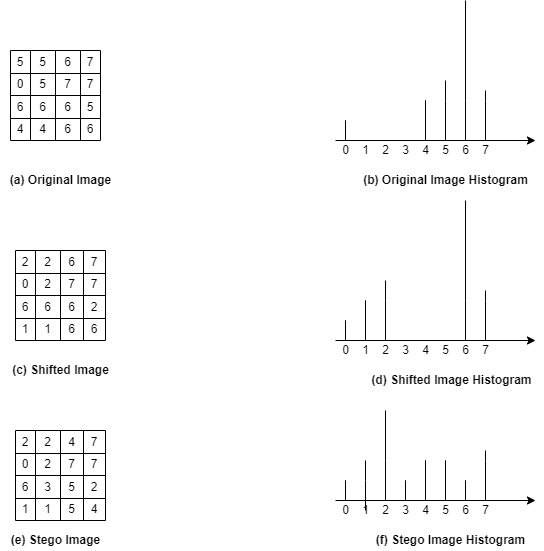 5 5 6 7
0 5 7 7
6 6 6 5
4 4 6 6
(a) Original Image
0 1 2 3 4 5 6 7
(b) Original Image Histogram
2 2 6 7
0 2 7 7
6 6 6 2
1 1 6 6
(c) Shifted Image
0 1 2 3 4 5 6 7
(d) Shifted Image Histogram
2 2 4 7
0 2 7 7
6 3 5 2
1 1 5 4
(e) Stego Image
0 1 2 3 4 5 6 7
(f) Stego Image Histogram